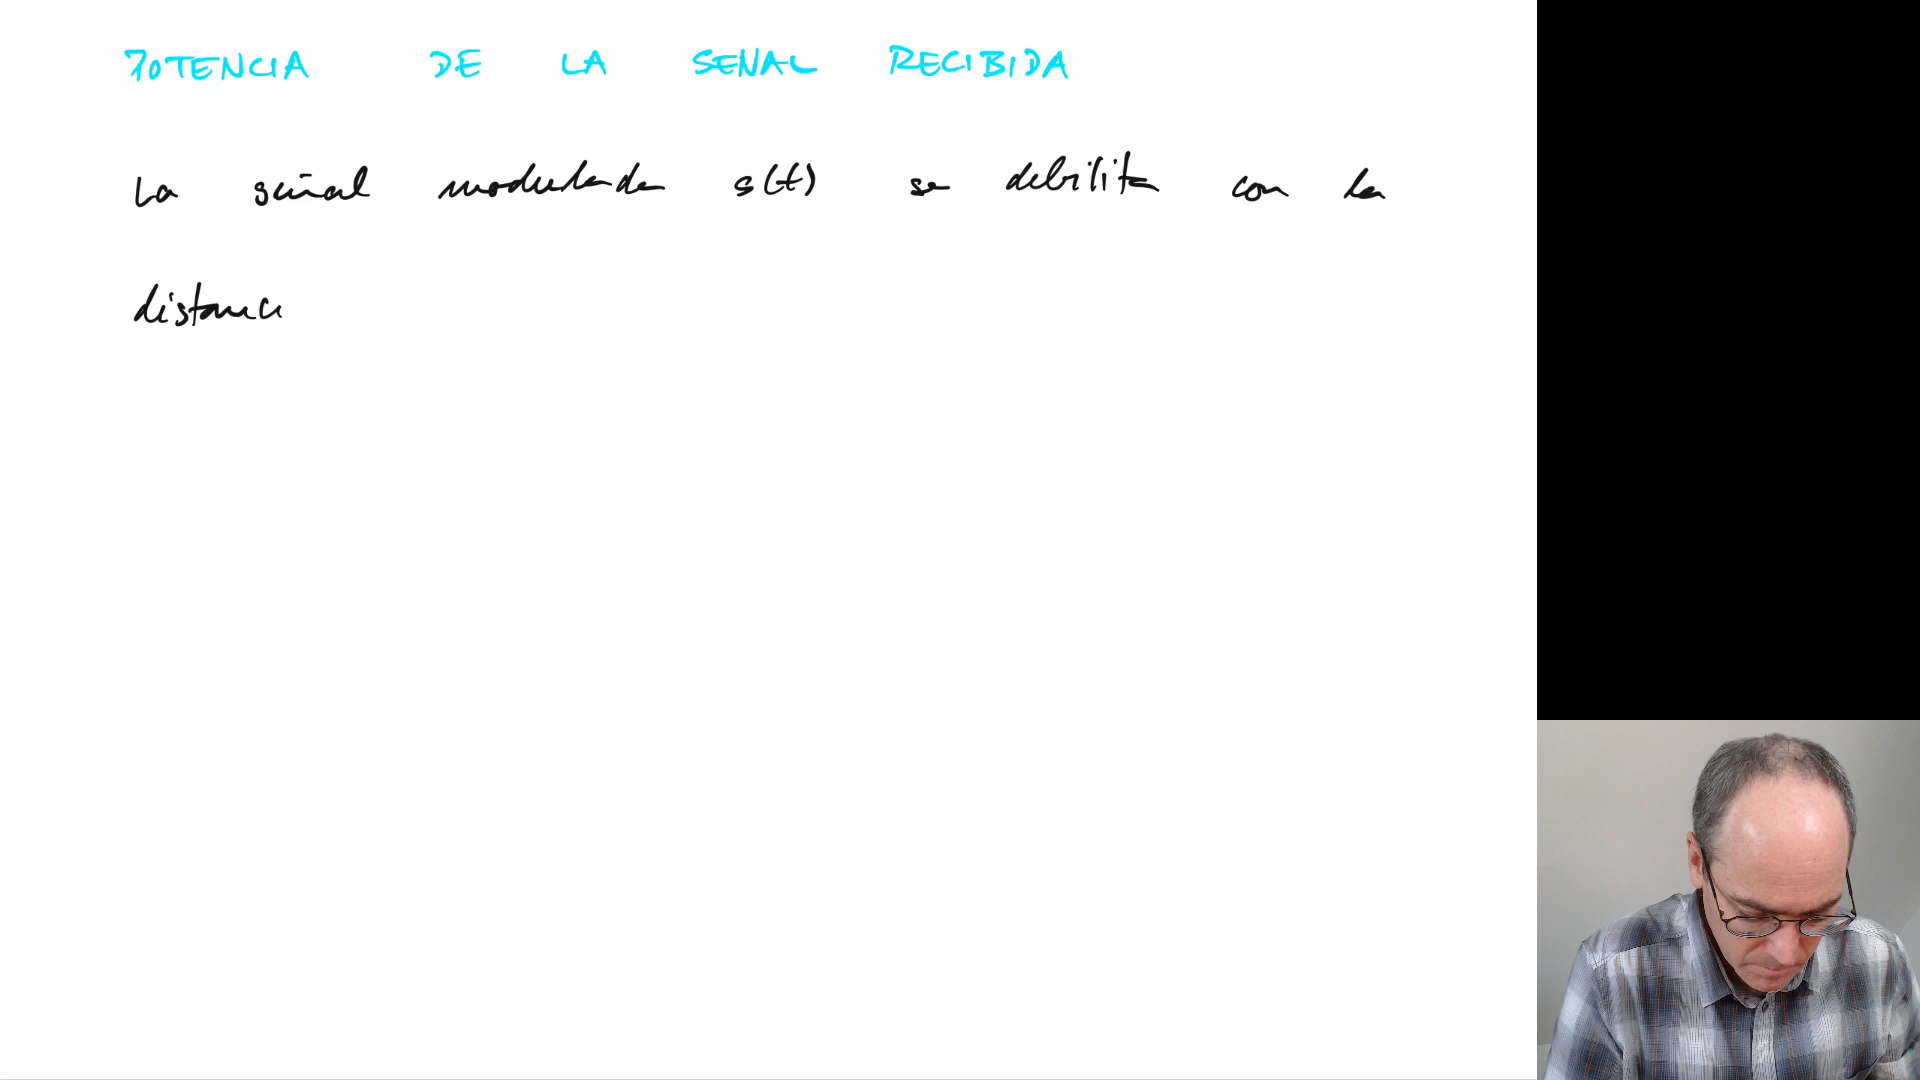 POTENCIA DE LA SEÑAL RECIBIDA
La señal modulada s(t) se debilita con la
distanci